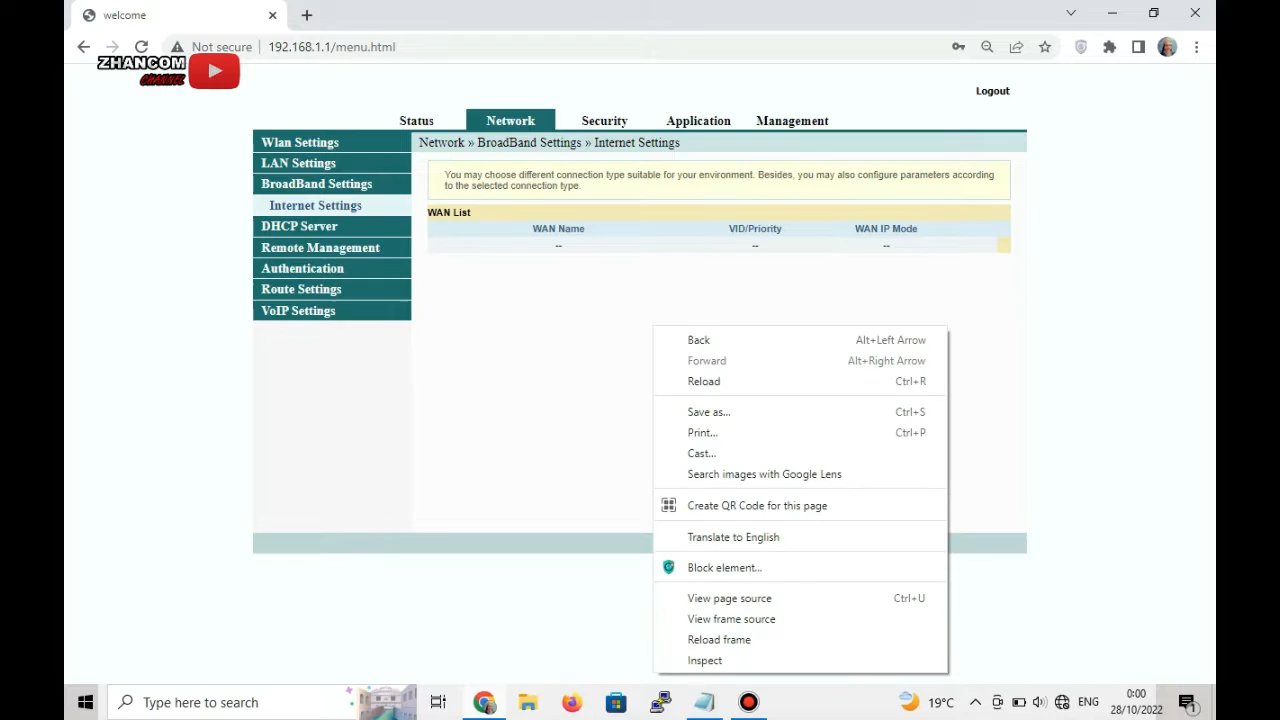 welcome
Not secure
192.168.1.1/menu.html
ZHANCOM
CHANNEL
Logout
Status
Network
Security
Application
Management
Wlan Settings
LAN Settings
BroadBand Settings
Internet Settings
DHCP Server
Remote Management
Authentication
Route Settings
VoIP Settings
Network » BroadBand Settings » Internet Settings
You may choose different connection type suitable for your environment. Besides, you may also configure parameters according
to the selected connection type.
WAN List
WAN Name VID/Priority WAN IP Mode
-- -- --
Back Alt+Left Arrow
Forward Alt+Right Arrow
Reload Ctrl+R
Save as... Ctrl+S
Print... Ctrl+P
Cast...
Search images with Google Lens
Create QR Code for this page
Translate to English
Block element...
View page source Ctrl+U
View frame source
Reload frame
Inspect
Type here to search
19°C
ENG
0:00
28/10/2022
1